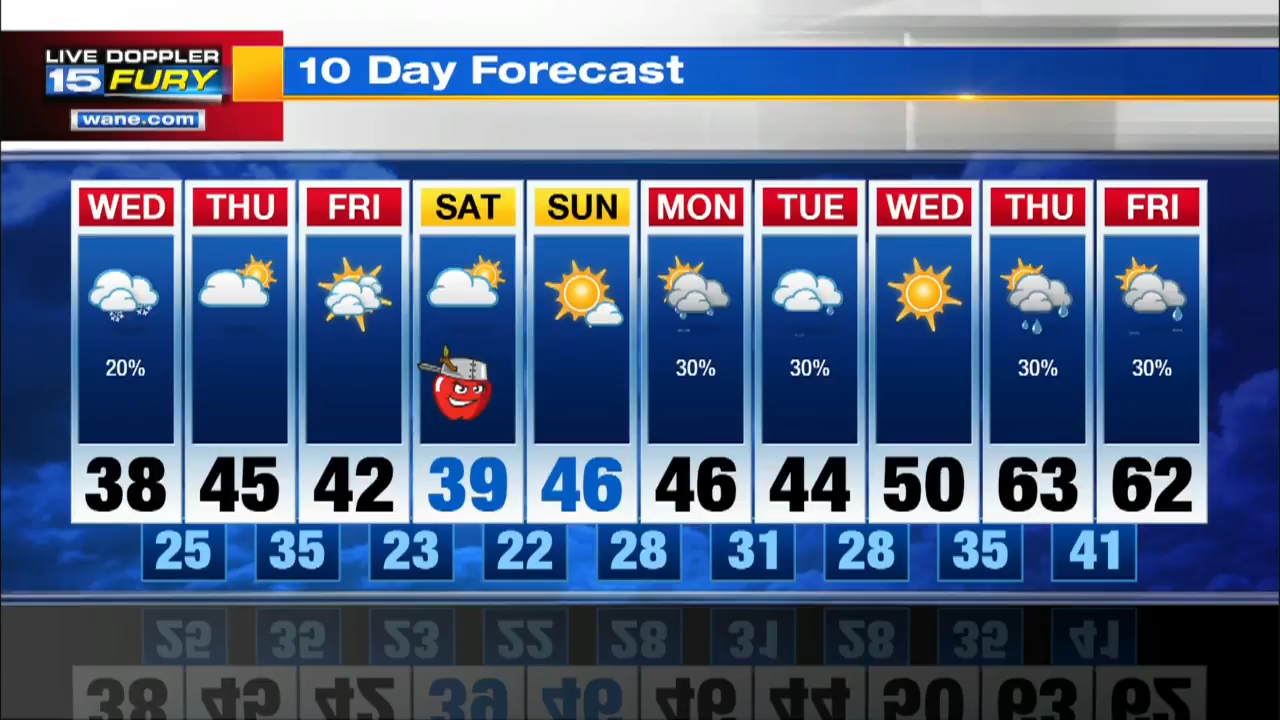 LIVE DOPPLER
15 FURY
wane.com
10 Day Forecast
WED THU FRI SAT SUN MON TUE WED THU FRI
20% 30% 30% 30% 30%
38 45 42 39 46 46 44 50 63 62
25 35 23 22 28 31 28 35 41